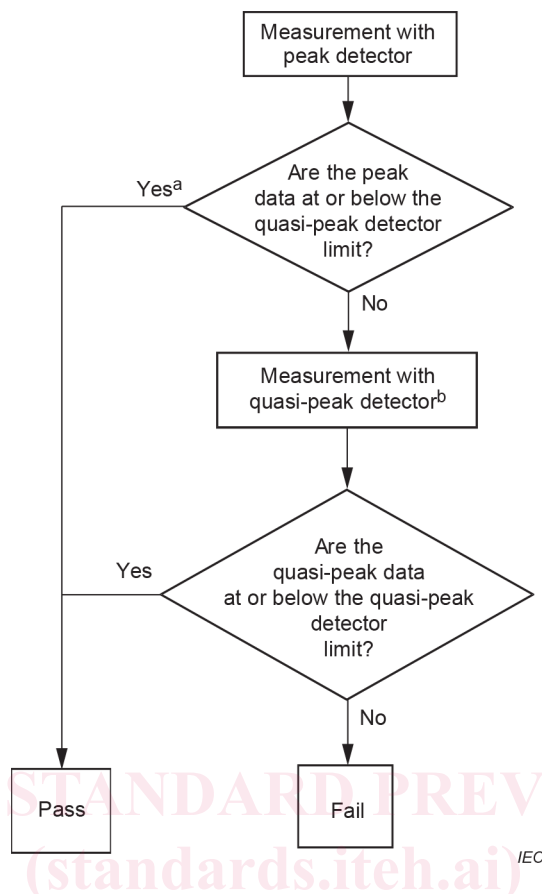 Measurement with
peak detector
Are the peak
data at or below the
quasi-peak detector
limit?
Yesa
No
Measurement with
quasi-peak detectorb
Are the
quasi-peak data
at or below the quasi-peak
detector
limit?
Yes
No
Pass
Fail
STANDARD PREV
(standards.iteh.ai)
IEC